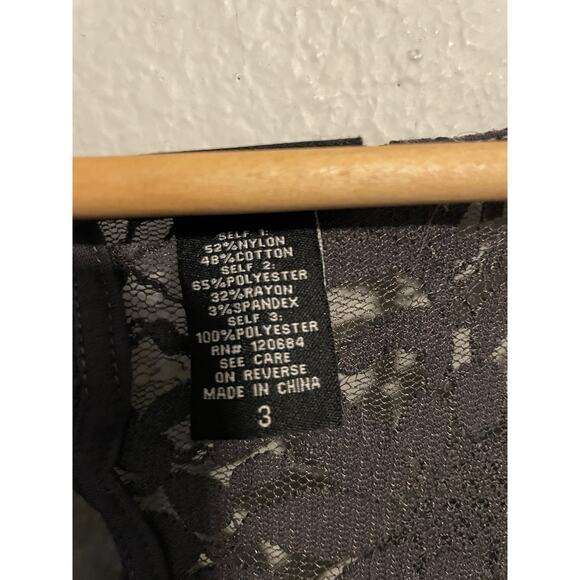 SELF 1:
52%NYLON
48%COTTON
SELF 2:
65%POLYESTER
32%RAYON
3%SPANDEX
SELF 3:
100%POLYESTER
RN# 120684
SEE CARE
ON REVERSE
MADE IN CHINA
3